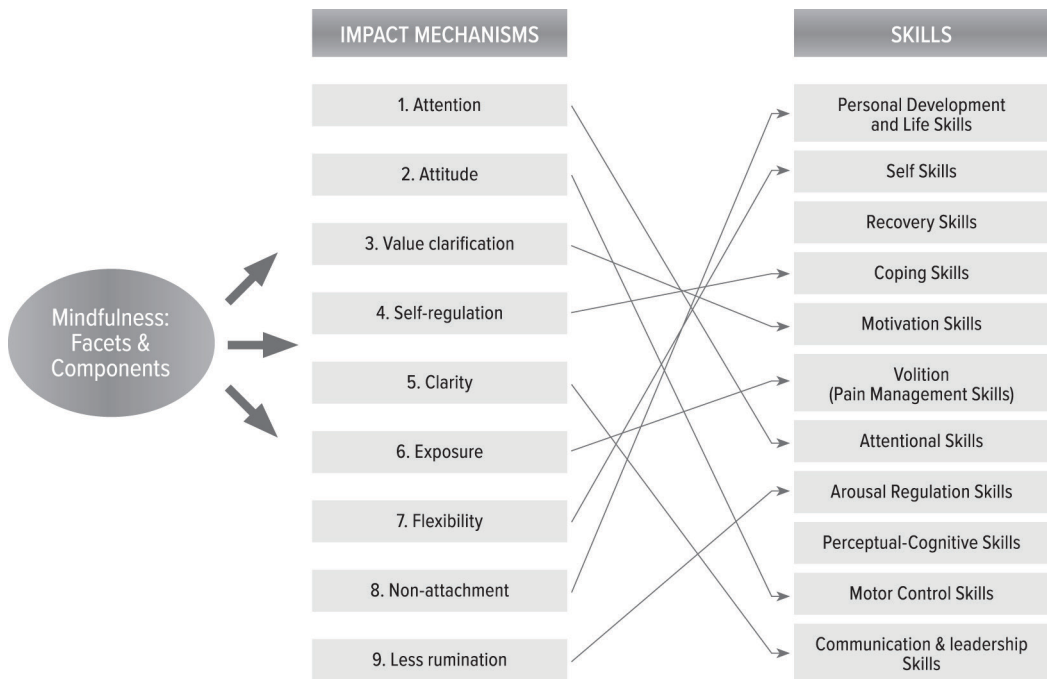 IMPACT MECHANISMS
SKILLS
Mindfulness:
Facets &
Components
1. Attention
2. Attitude
3. Value clarification
4. Self-regulation
5. Clarity
6. Exposure
7. Flexibility
8. Non-attachment
9. Less rumination
Personal Development
and Life Skills
Self Skills
Recovery Skills
Coping Skills
Motivation Skills
Volition
(Pain Management Skills)
Attentional Skills
Arousal Regulation Skills
Perceptual-Cognitive Skills
Motor Control Skills
Communication & leadership
Skills